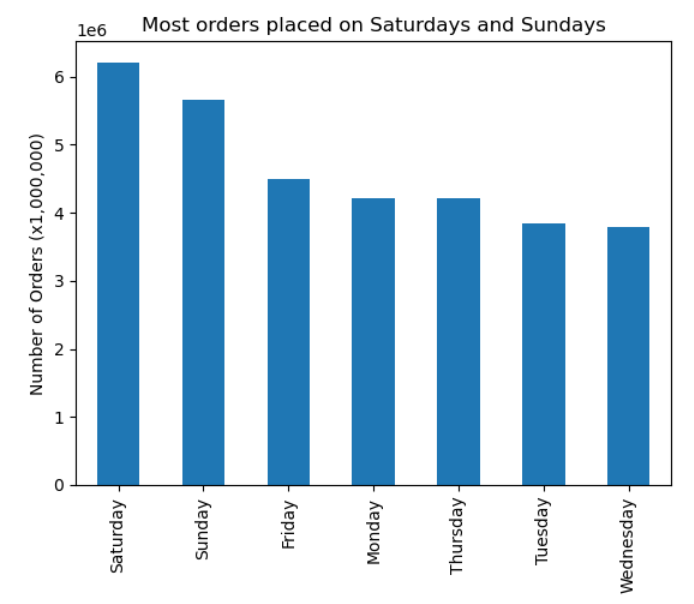 Most orders placed on Saturdays and Sundays
1e6
Number of Orders (x1,000,000)
6
5
4
3
2
1
0
Saturday
Sunday
Friday
Monday
Thursday
Tuesday
Wednesday